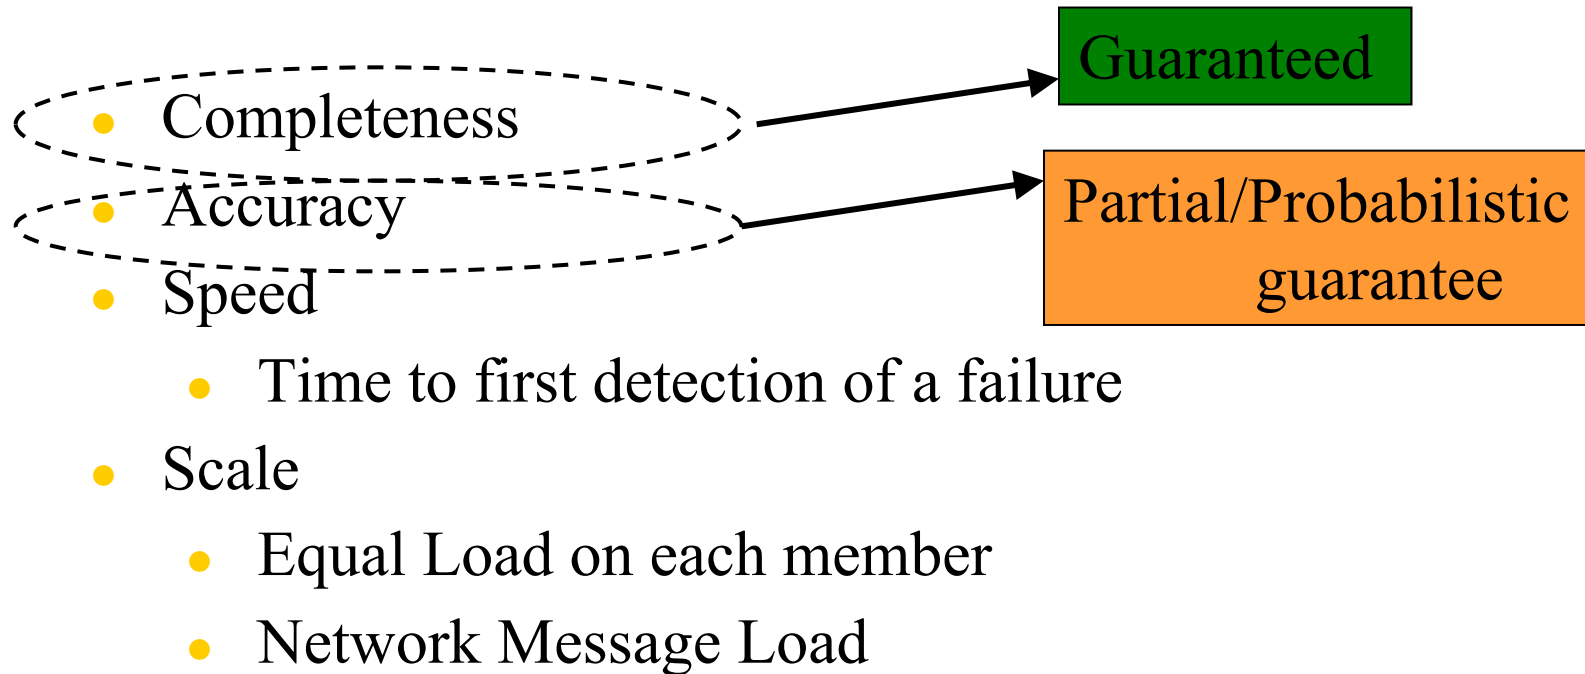 Guaranteed
Completeness
Partial/Probabilistic
guarantee
Accuracy
Speed
Time to first detection of a failure
Scale
Equal Load on each member
Network Message Load